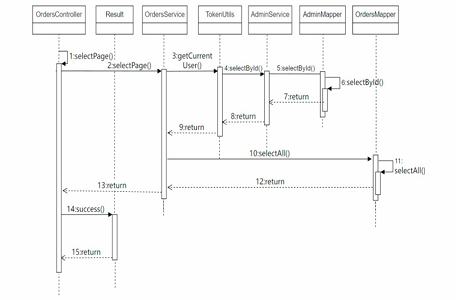 OrdersController Result OrdersService TokenUtils AdminService AdminMapper OrdersMapper
1:selectPage()
2:selectPage()
3:getCurrent
User()
4:selectById()
5:selectById()
6:selectById()
7:return
8:return
9:return
10:selectAll()
11:
selectAll()
12:return
13:return
14:success()
15:return